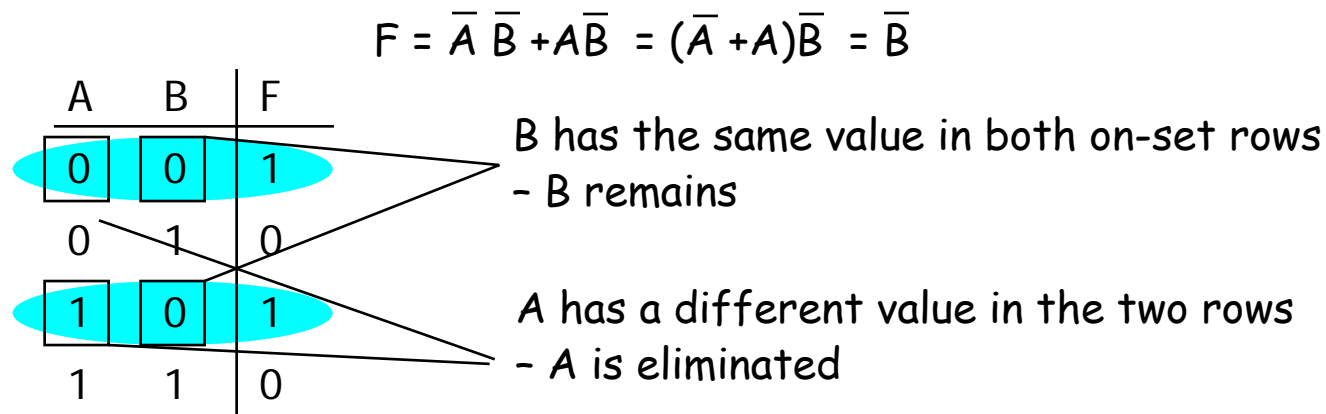 F = A̅ B̅ + AB̅ = (A̅ + A)B̅ = B̅
A B F
0 0 1
0 1 0
1 0 1
1 1 0
B has the same value in both on-set rows
– B remains
A has a different value in the two rows
– A is eliminated